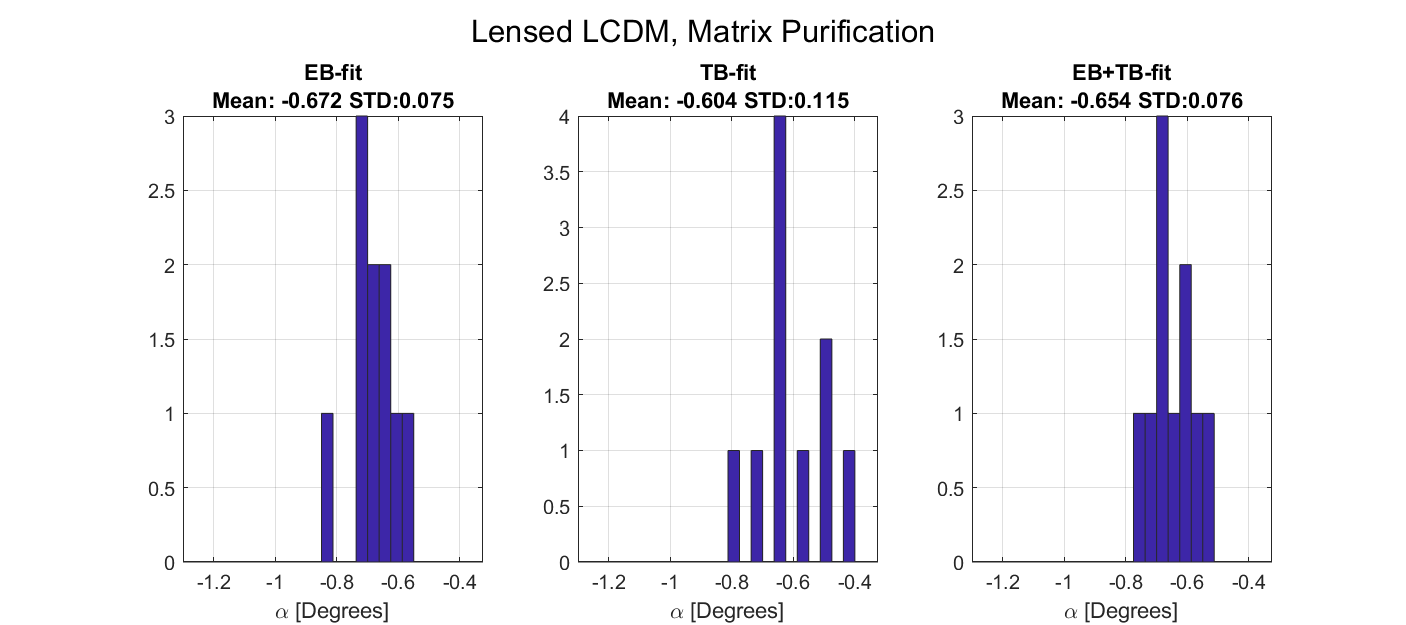 Lensed LCDM, Matrix Purification
EB-fit
Mean: -0.672 STD:0.075
3
2.5
2
1.5
1
0.5
0
-1.2 -1 -0.8 -0.6 -0.4
α [Degrees]
TB-fit
Mean: -0.604 STD:0.115
4
3.5
3
2.5
2
1.5
1
0.5
0
-1.2 -1 -0.8 -0.6 -0.4
α [Degrees]
EB+TB-fit
Mean: -0.654 STD:0.076
3
2.5
2
1.5
1
0.5
0
-1.2 -1 -0.8 -0.6 -0.4
α [Degrees]